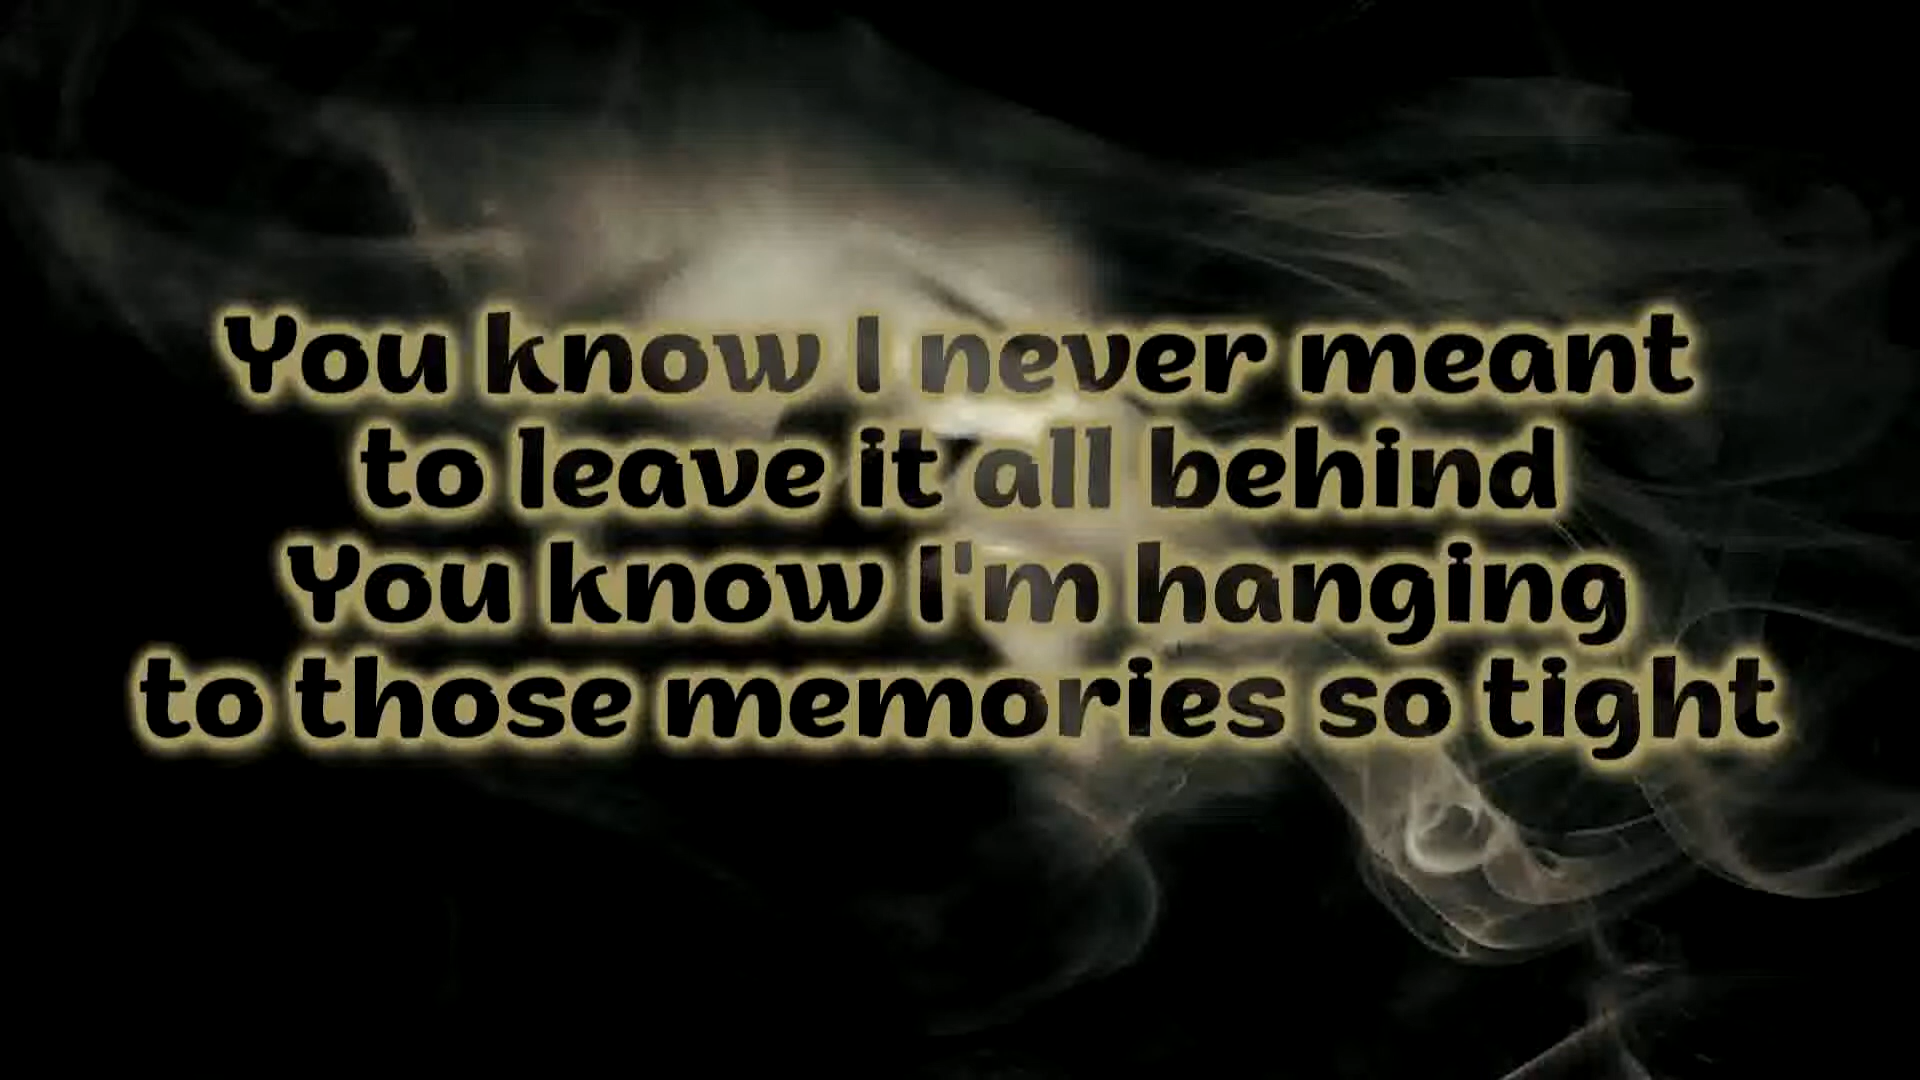 You know I never meant
to leave it all behind
You know I'm hanging
to those memories so tight